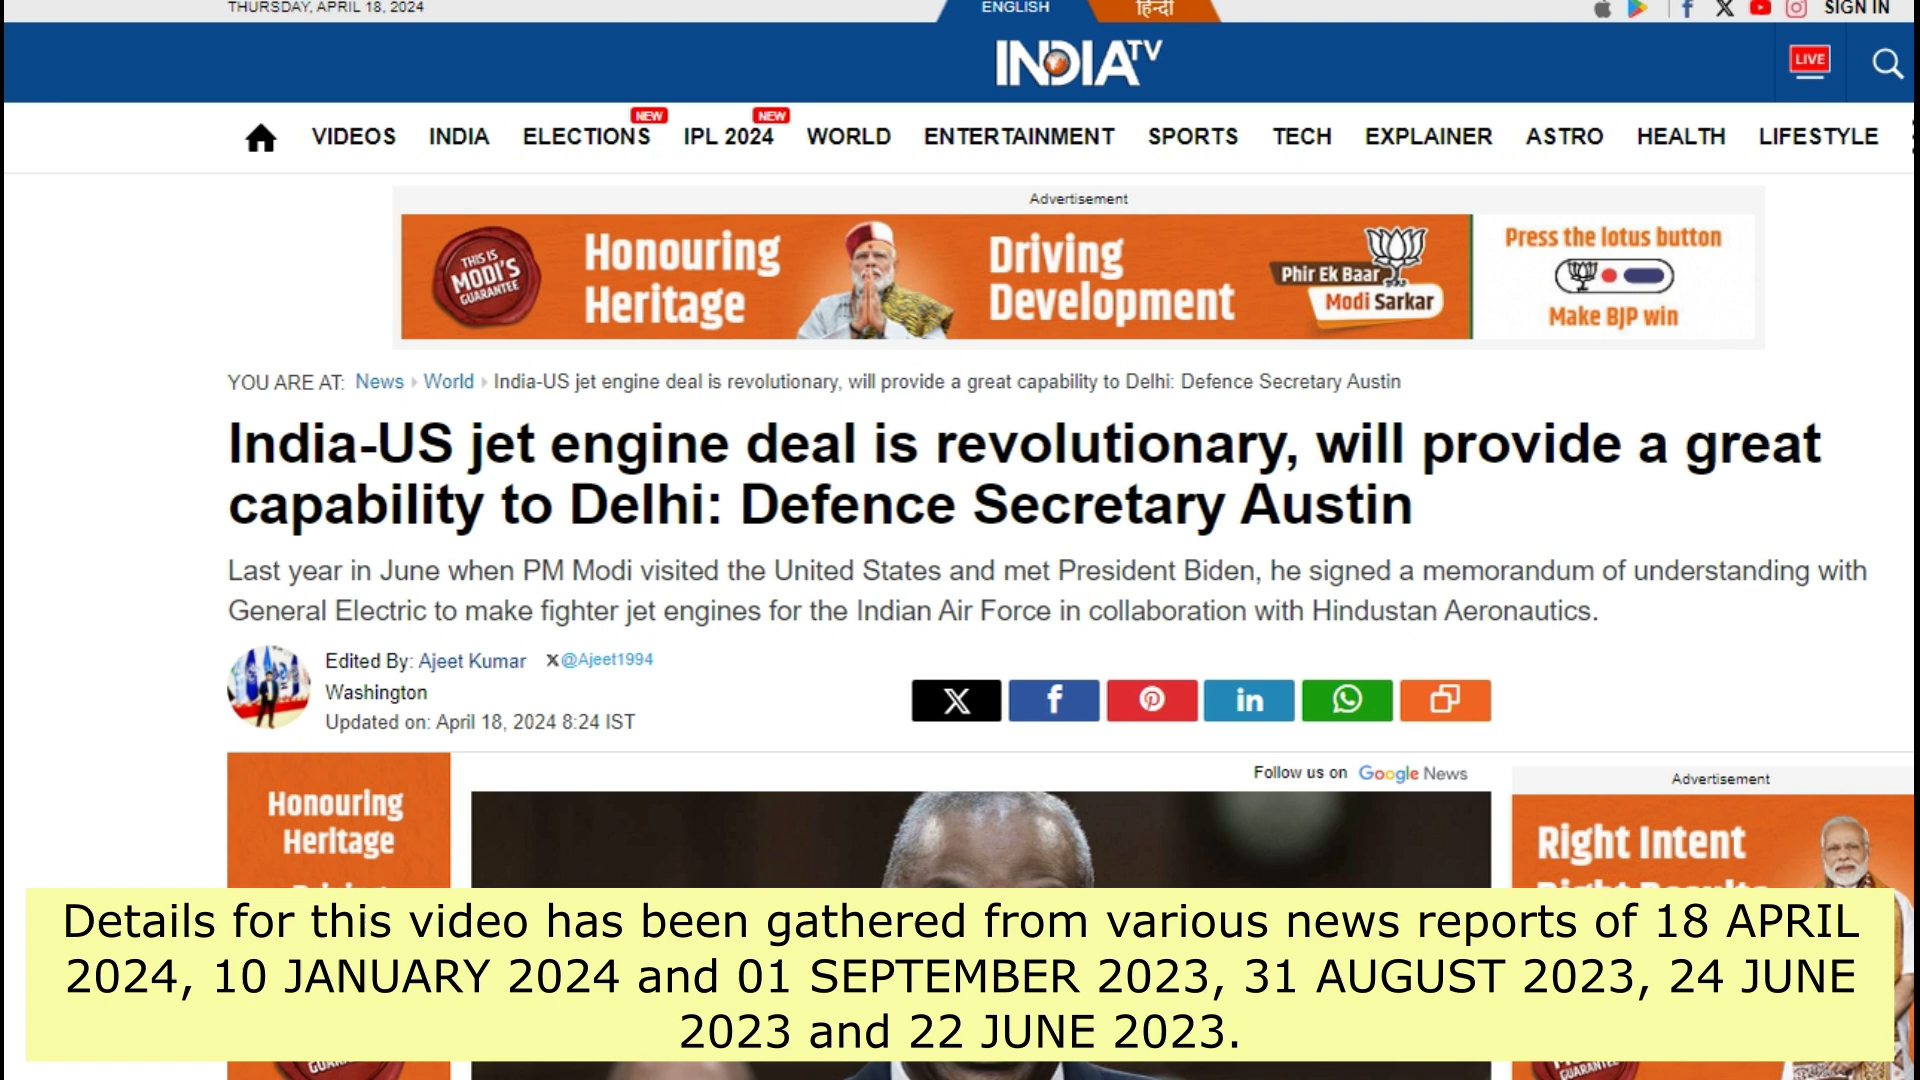 THURSDAY, APRIL 18, 2024
ENGLISH
हिन्दी
SIGN IN
INDIA TV
LIVE
VIDEOS INDIA ELECTIONS NEW IPL 2024 NEW WORLD ENTERTAINMENT SPORTS TECH EXPLAINER ASTRO HEALTH LIFESTYLE
Advertisement
THIS IS
MODI'S
GUARANTEE
Honouring
Heritage
Driving
Development
Phir Ek Baar
Modi Sarkar
Press the lotus button
Make BJP win
YOU ARE AT: News World India-US jet engine deal is revolutionary, will provide a great capability to Delhi: Defence Secretary Austin
India-US jet engine deal is revolutionary, will provide a great
capability to Delhi: Defence Secretary Austin
Last year in June when PM Modi visited the United States and met President Biden, he signed a memorandum of understanding with
General Electric to make fighter jet engines for the Indian Air Force in collaboration with Hindustan Aeronautics.
Edited By: Ajeet Kumar X@Ajeet1994
Washington
Updated on: April 18, 2024 8:24 IST
Follow us on Google News
Advertisement
Honouring
Heritage
Right Intent
Details for this video has been gathered from various news reports of 18 APRIL
2024, 10 JANUARY 2024 and 01 SEPTEMBER 2023, 31 AUGUST 2023, 24 JUNE
2023 and 22 JUNE 2023.
GUARANTEE